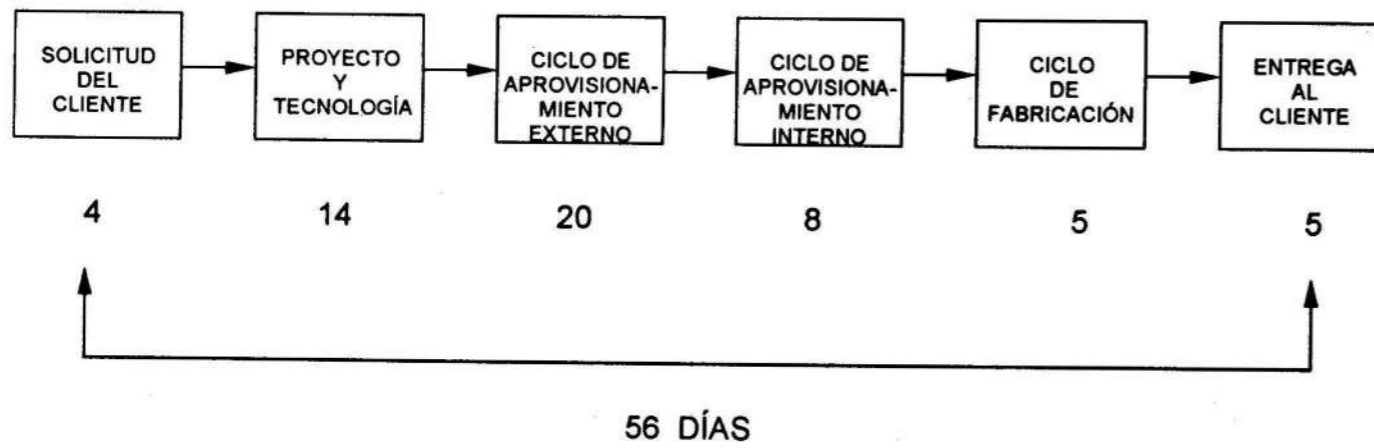 SOLICITUD
DEL
CLIENTE
PROYECTO
Y
TECNOLOGÍA
CICLO DE
APROVISIONA-
MIENTO
EXTERNO
CICLO DE
APROVISIONA-
MIENTO
INTERNO
CICLO
DE
FABRICACIÓN
ENTREGA
AL
CLIENTE
4
14
20
8
5
5
56 DÍAS